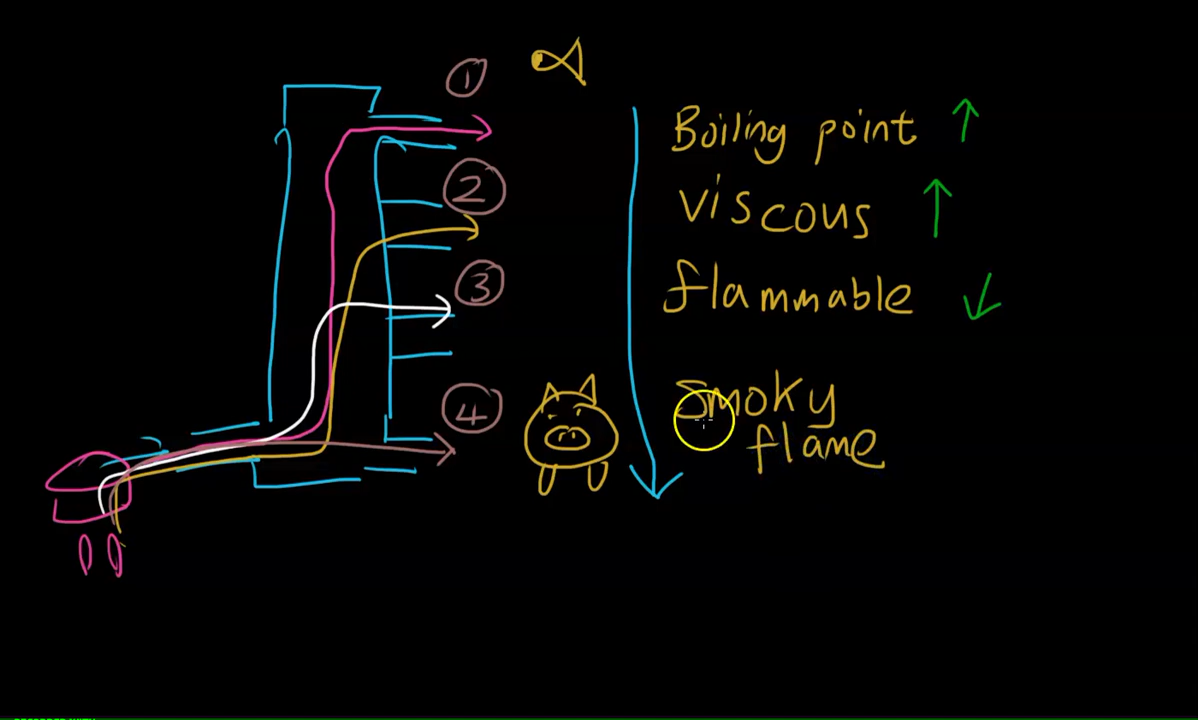 ①
②
③
④
Boiling point ↑
viscous ↑
flammable ↓
Smoky
flame